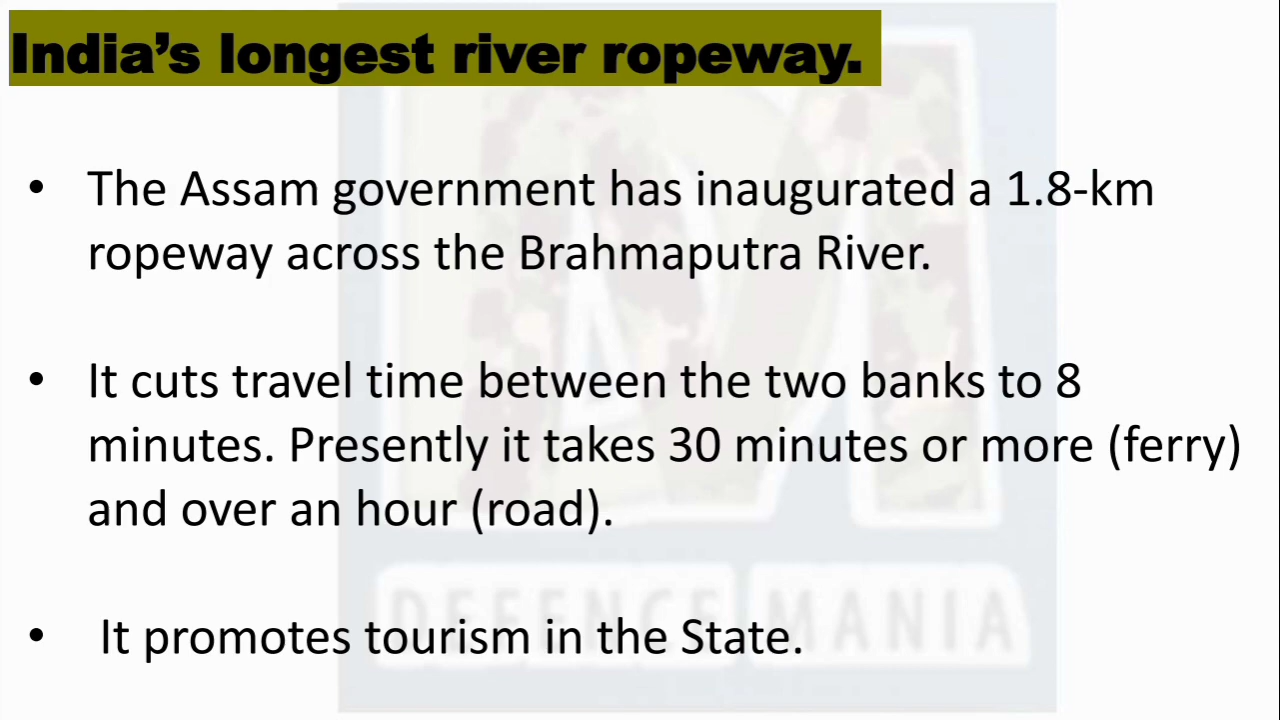 India’s longest river ropeway.
• The Assam government has inaugurated a 1.8-km
ropeway across the Brahmaputra River.
• It cuts travel time between the two banks to 8
minutes. Presently it takes 30 minutes or more (ferry)
and over an hour (road).
• It promotes tourism in the State.
DEFENCE MANIA